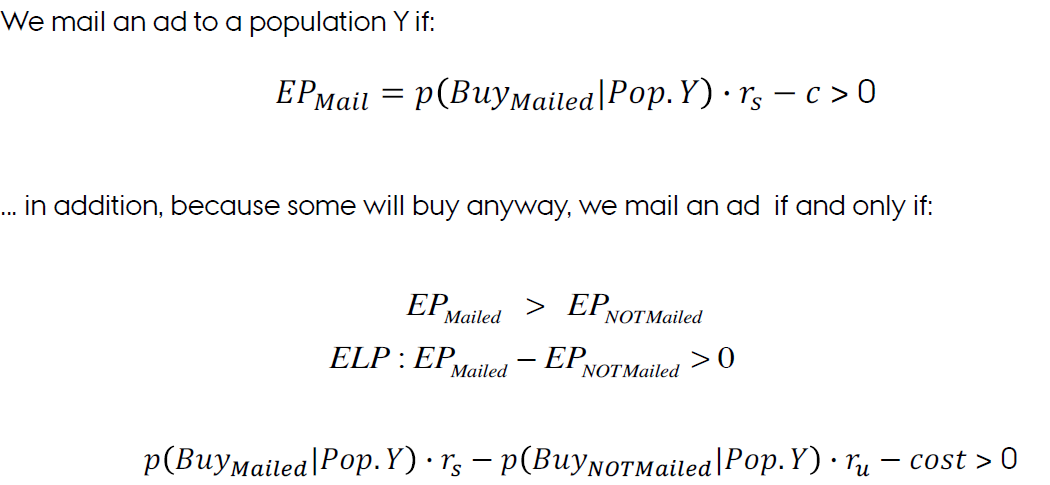 We mail an ad to a population Y if:
EP_Mail = p(Buy_Mailed|Pop.Y) · r_s − c > 0
... in addition, because some will buy anyway, we mail an ad if and only if:
EP_Mailed > EP_NOTMailed
ELP : EP_Mailed − EP_NOTMailed > 0
p(Buy_Mailed|Pop.Y) · r_s − p(Buy_NOTMailed|Pop.Y) · r_u − cost > 0